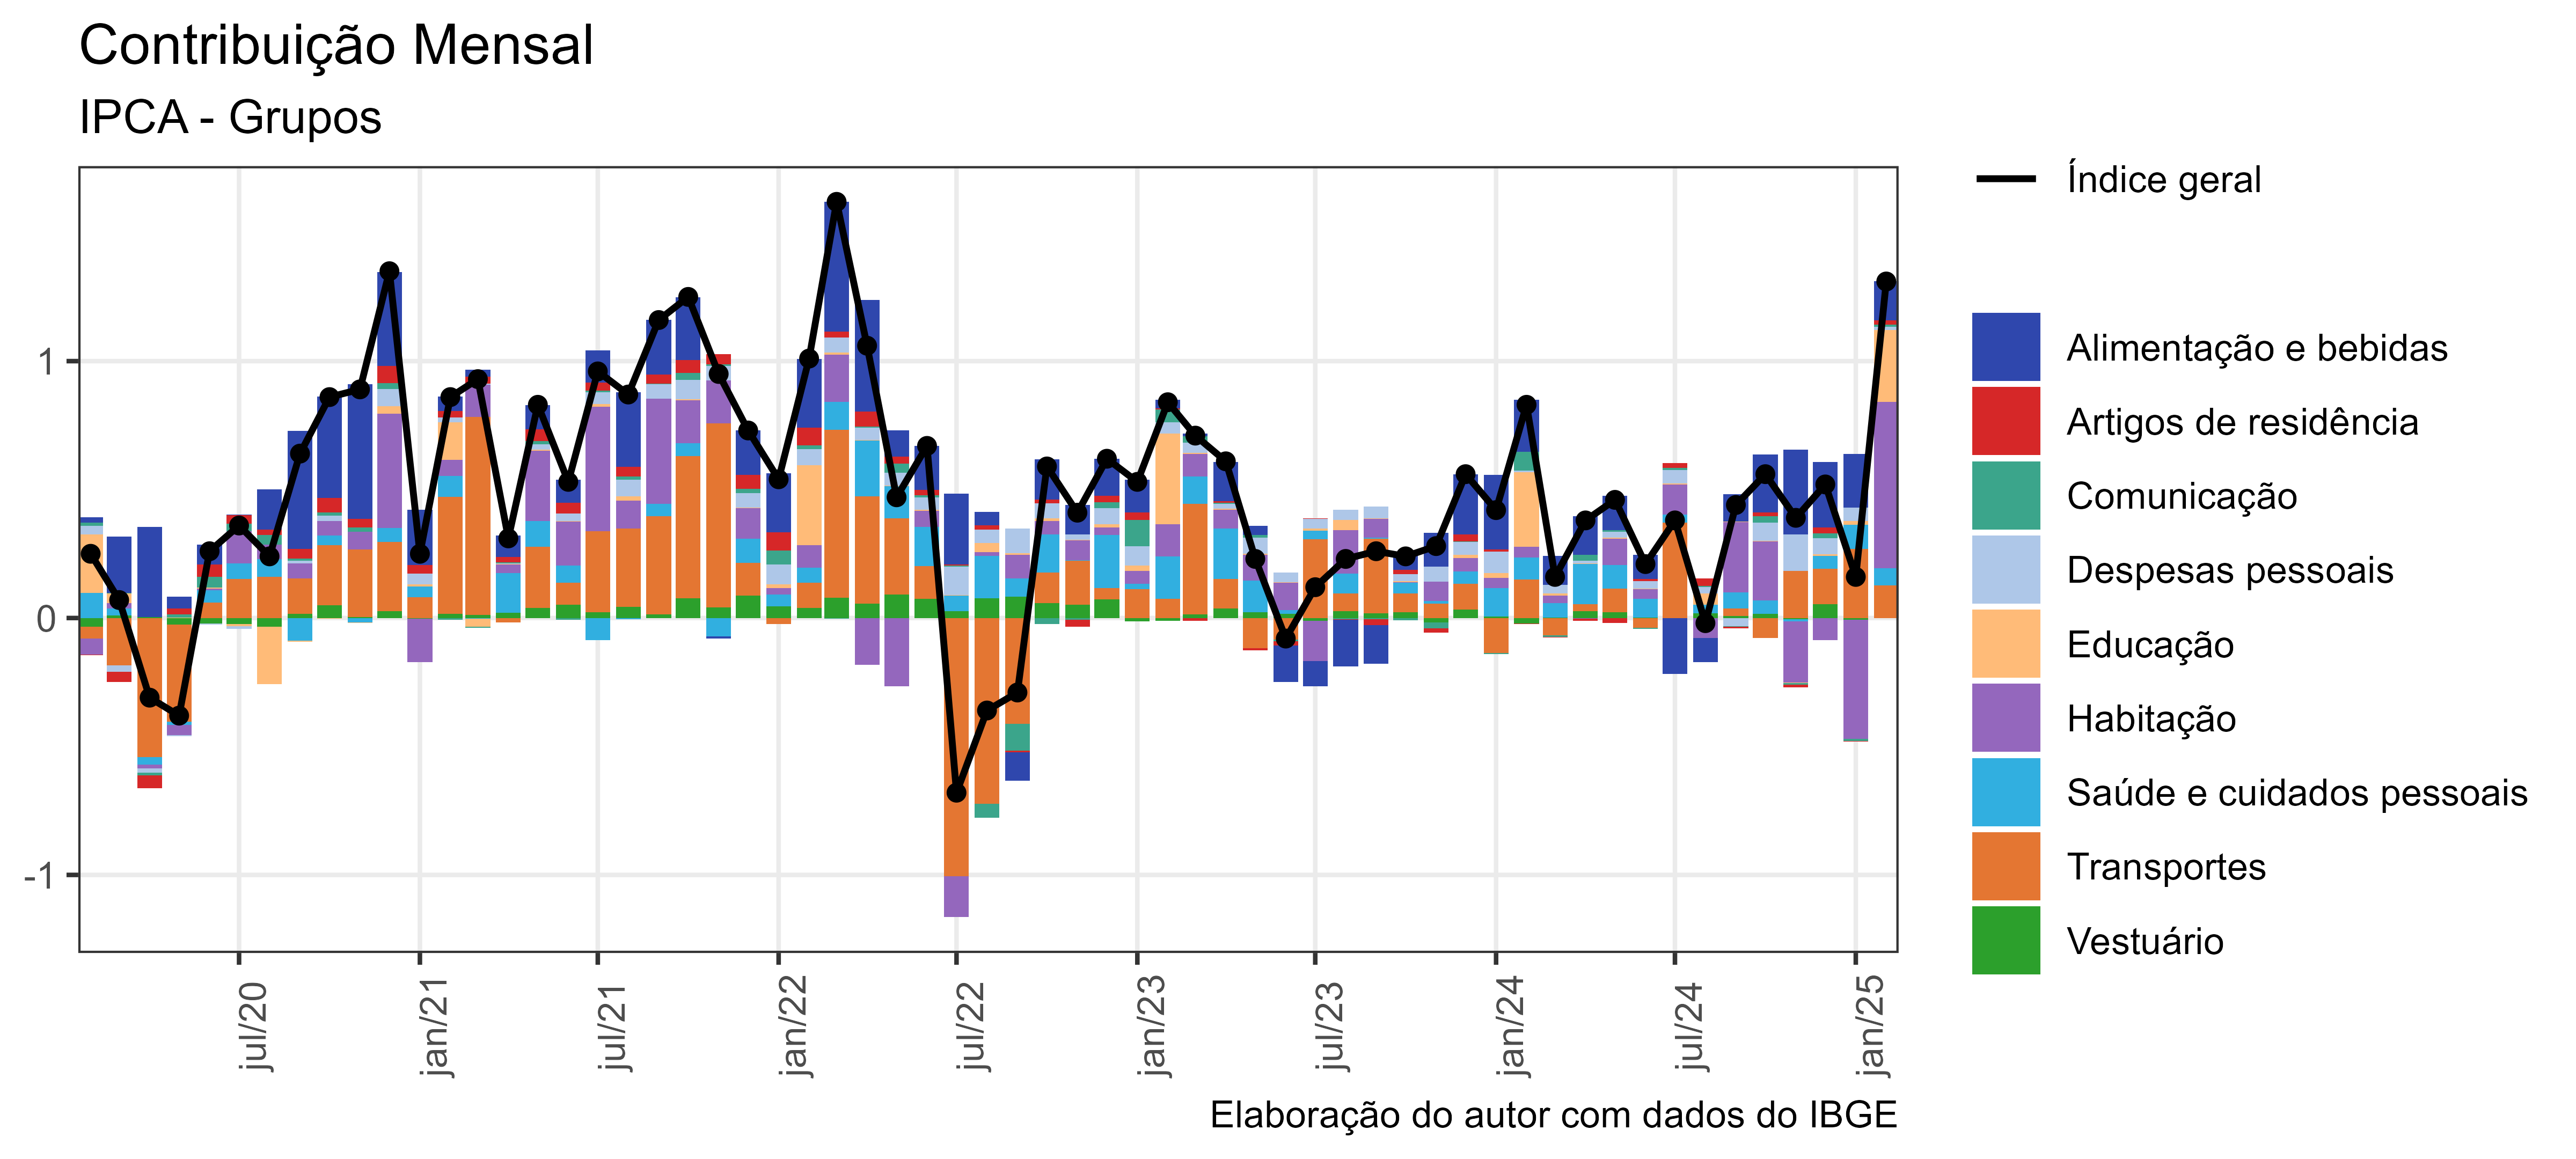 Contribuição Mensal
IPCA - Grupos
1
0
-1
jul/20
jan/21
jul/21
jan/22
jul/22
jan/23
jul/23
jan/24
jul/24
jan/25
Elaboração do autor com dados do IBGE
Índice geral
Alimentação e bebidas
Artigos de residência
Comunicação
Despesas pessoais
Educação
Habitação
Saúde e cuidados pessoais
Transportes
Vestuário